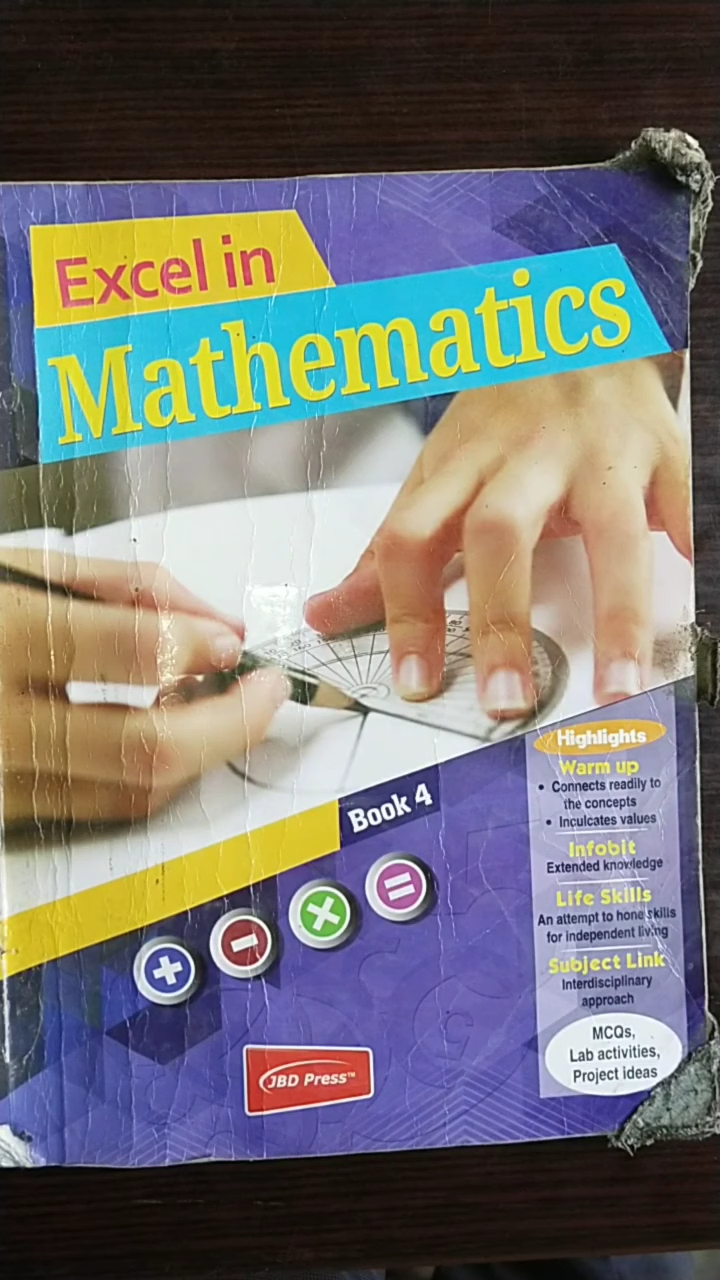 Excel in
Mathematics
Book 4
Highlights
Warm up
• Connects readily to
the concepts
• Inculcates values
Infobit
Extended knowledge
Life Skills
An attempt to hone skills
for independent living
Subject Link
Interdisciplinary
approach
MCQs,
Lab activities,
Project ideas
JBD Press™